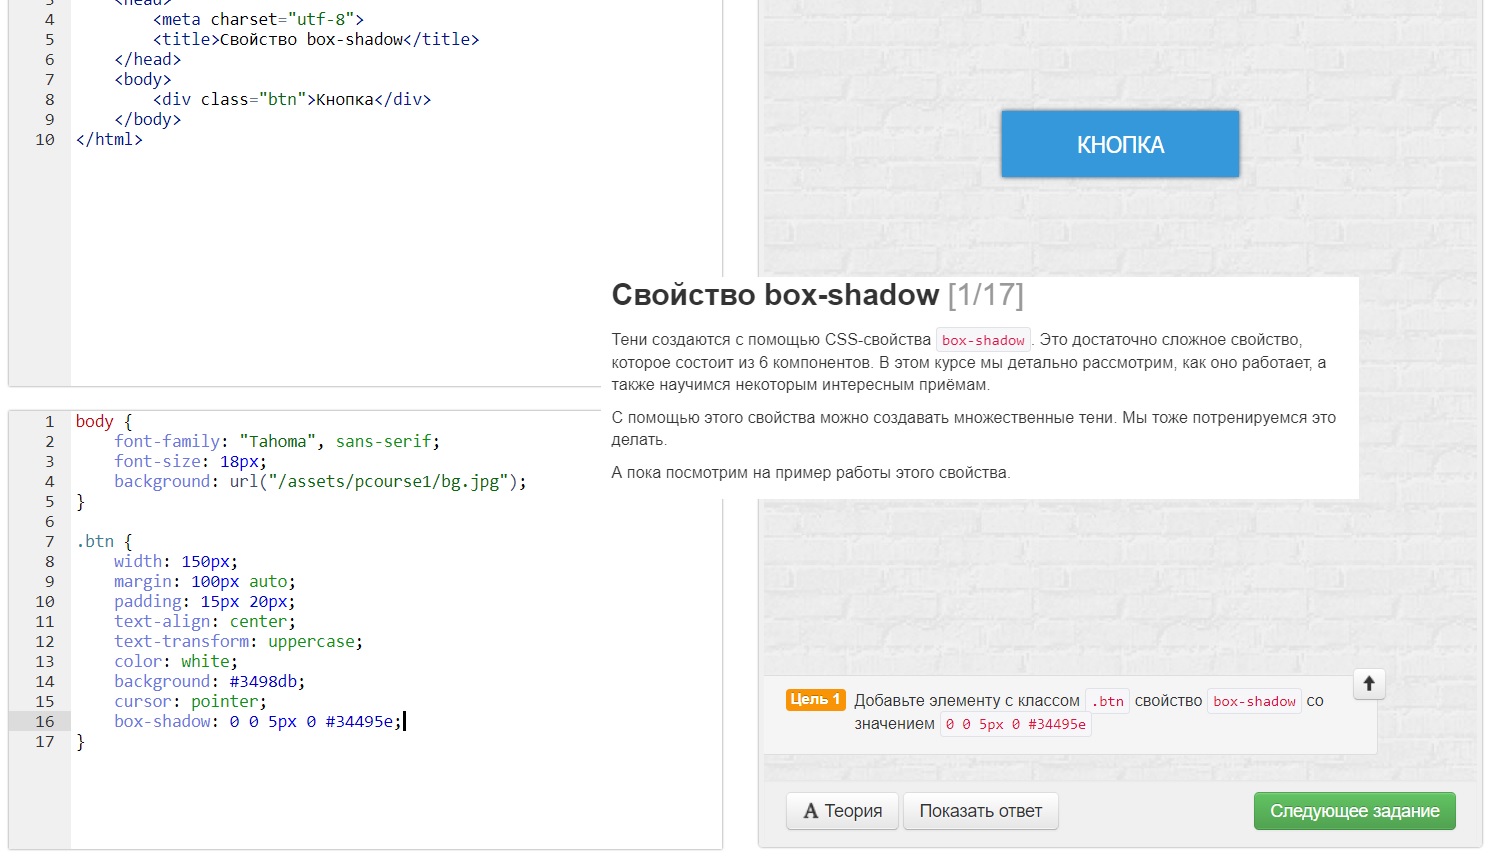 3 <head>
4 <meta charset="utf-8">
5 <title>Свойство box-shadow</title>
6 </head>
7 <body>
8 <div class="btn">Кнопка</div>
9 </body>
10 </html>
КНОПКА
Свойство box-shadow [1/17]
Тени создаются с помощью CSS-свойства box-shadow. Это достаточно сложное свойство,
которое состоит из 6 компонентов. В этом курсе мы детально рассмотрим, как оно работает, а
также научимся некоторым интересным приёмам.
С помощью этого свойства можно создавать множественные тени. Мы тоже потренируемся это
делать.
А пока посмотрим на пример работы этого свойства.
1 body {
2 font-family: "Tahoma", sans-serif;
3 font-size: 18px;
4 background: url("/assets/pcourse1/bg.jpg");
5 }
6
7 .btn {
8 width: 150px;
9 margin: 100px auto;
10 padding: 15px 20px;
11 text-align: center;
12 text-transform: uppercase;
13 color: white;
14 background: #3498db;
15 cursor: pointer;
16 box-shadow: 0 0 5px 0 #34495e;
17 }
Цель 1 Добавьте элементу с классом .btn свойство box-shadow со
значением 0 0 5px 0 #34495e
A Теория
Показать ответ
Следующее задание